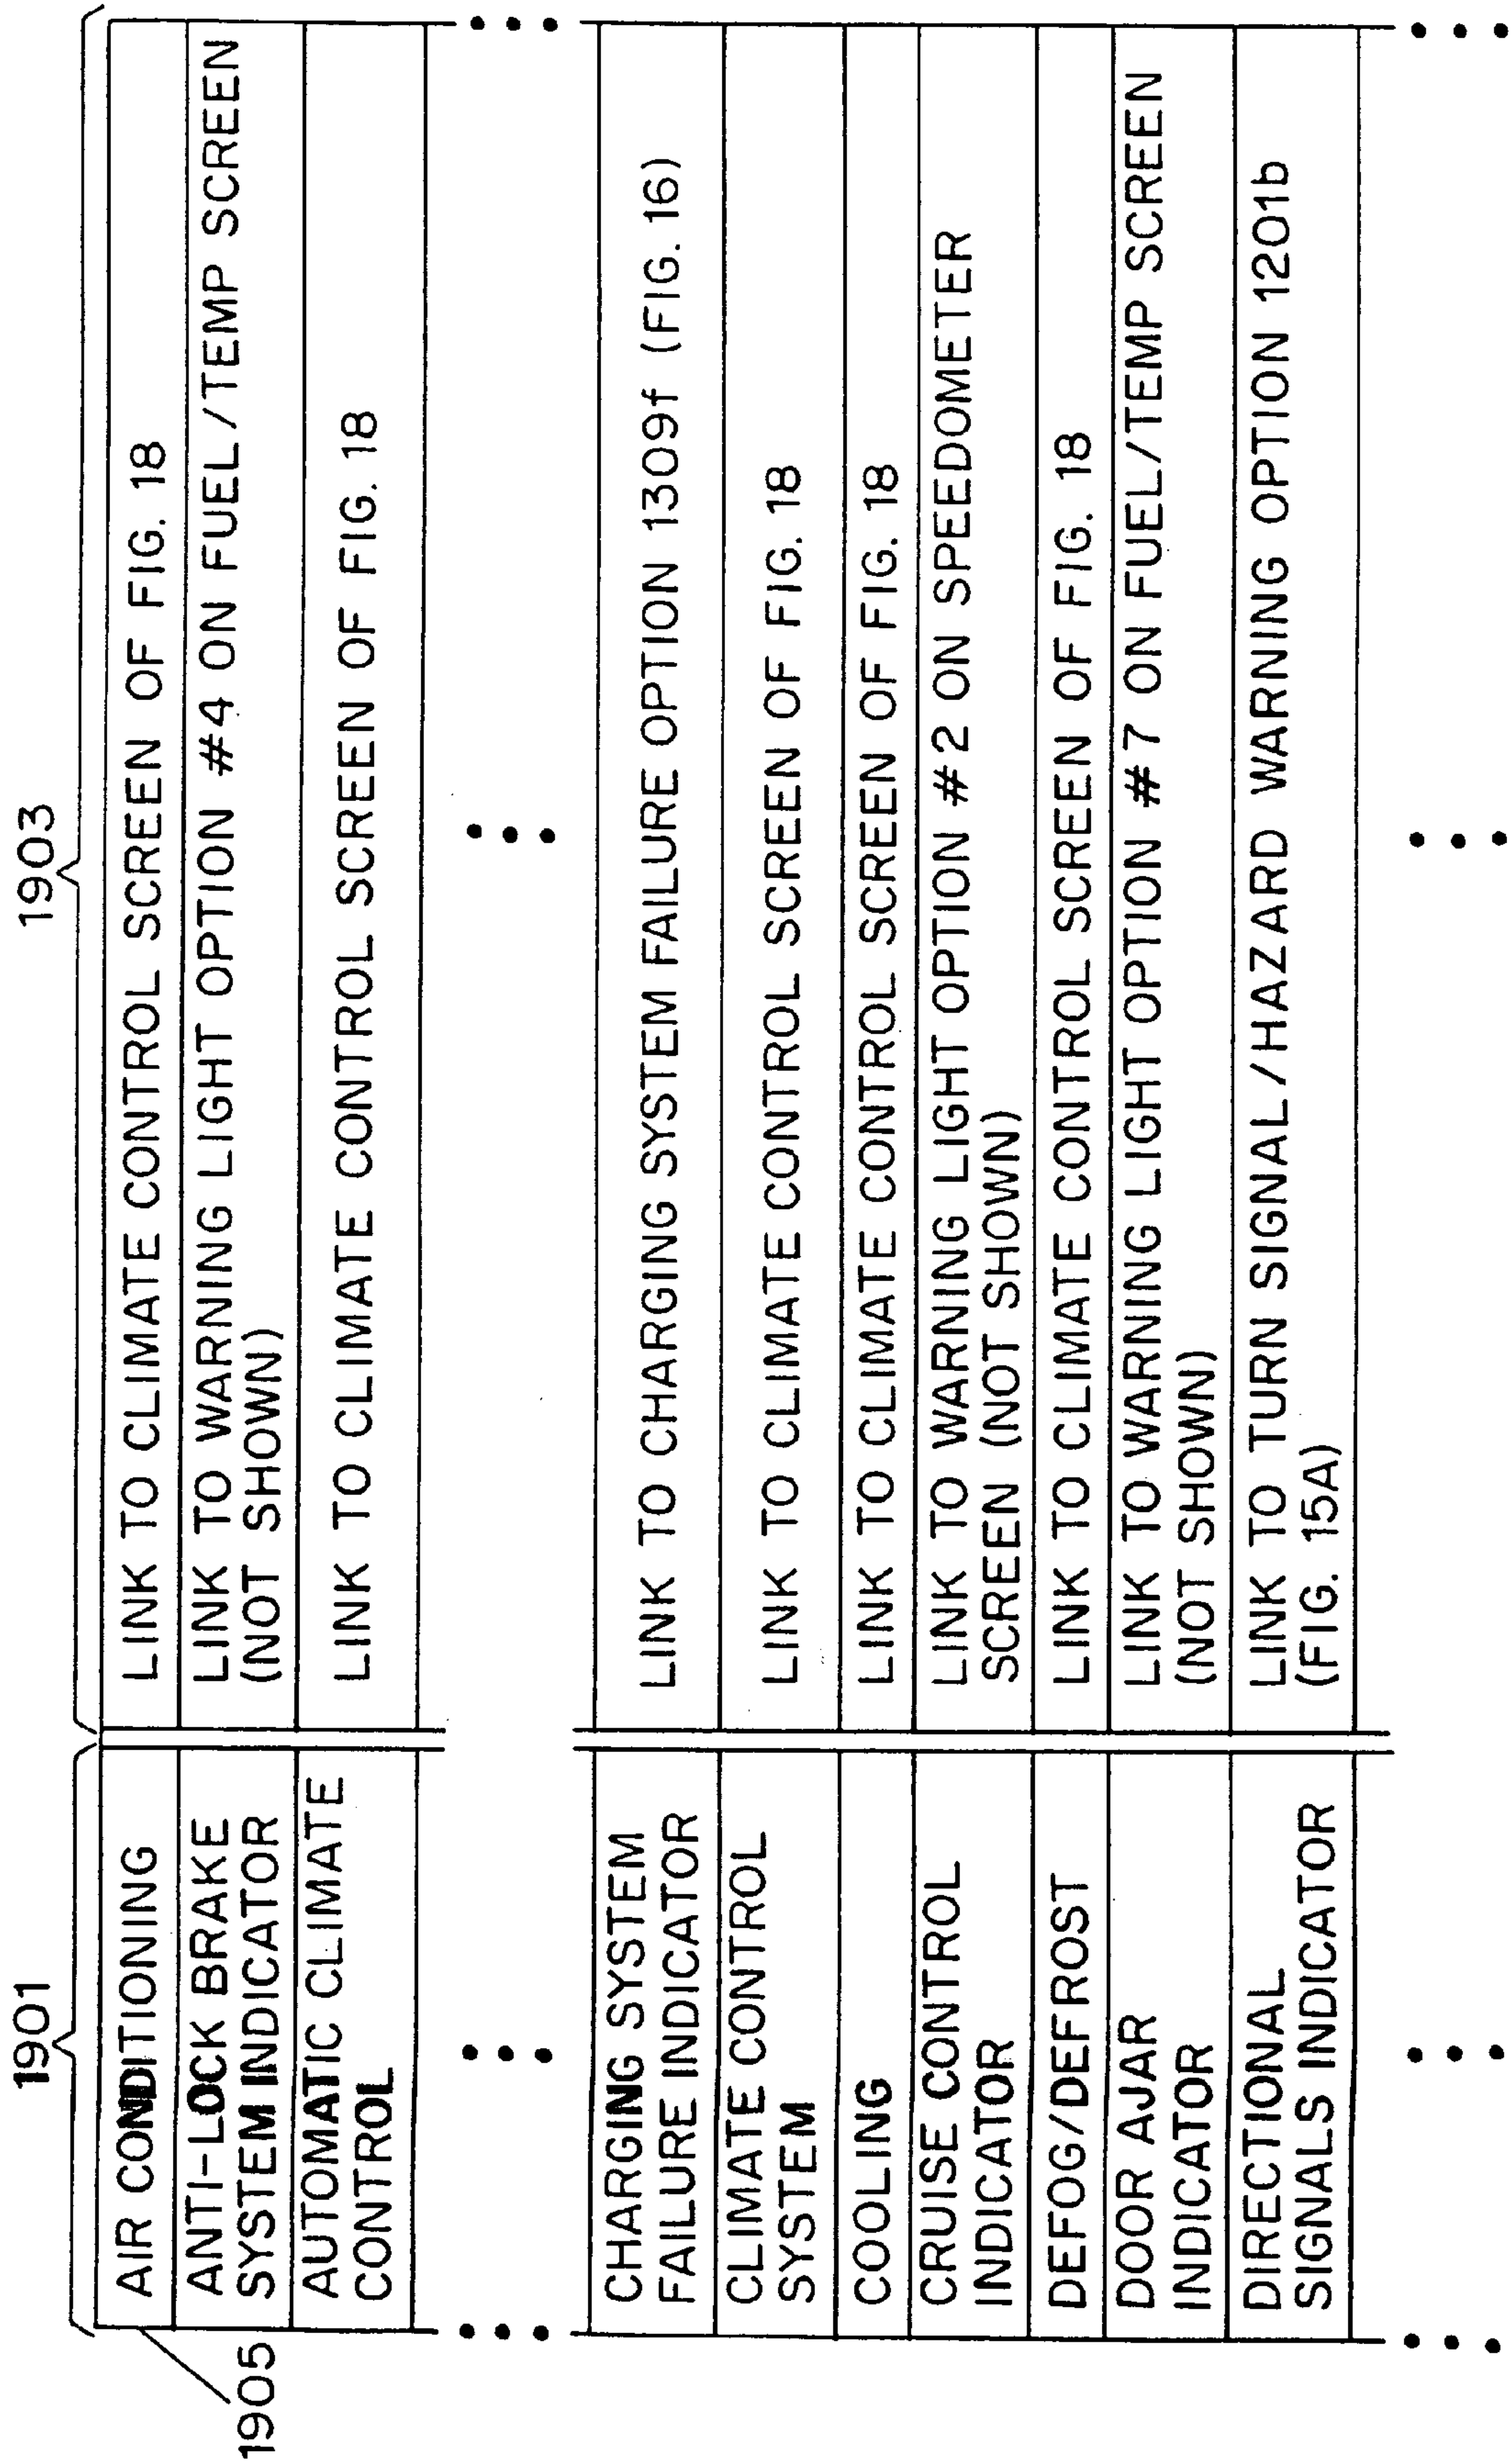 1901
1903
1905
AIR CONDITIONING
LINK TO CLIMATE CONTROL SCREEN OF FIG. 18
ANTI-LOCK BRAKE
SYSTEM INDICATOR
LINK TO WARNING LIGHT OPTION #4 ON FUEL/TEMP SCREEN
(NOT SHOWN)
AUTOMATIC CLIMATE
CONTROL
LINK TO CLIMATE CONTROL SCREEN OF FIG. 18
CHARGING SYSTEM
FAILURE INDICATOR
LINK TO CHARGING SYSTEM FAILURE OPTION 1309f (FIG. 16)
CLIMATE CONTROL
SYSTEM
LINK TO CLIMATE CONTROL SCREEN OF FIG. 18
COOLING
LINK TO CLIMATE CONTROL SCREEN OF FIG. 18
CRUISE CONTROL
INDICATOR
LINK TO WARNING LIGHT OPTION #2 ON SPEEDOMETER
SCREEN (NOT SHOWN)
DEFOG/DEFROST
LINK TO CLIMATE CONTROL SCREEN OF FIG. 18
DOOR AJAR
INDICATOR
LINK TO WARNING LIGHT OPTION #7 ON FUEL/TEMP SCREEN
(NOT SHOWN)
DIRECTIONAL
SIGNALS INDICATOR
LINK TO TURN SIGNAL/HAZARD WARNING OPTION 1201b
(FIG. 15A)